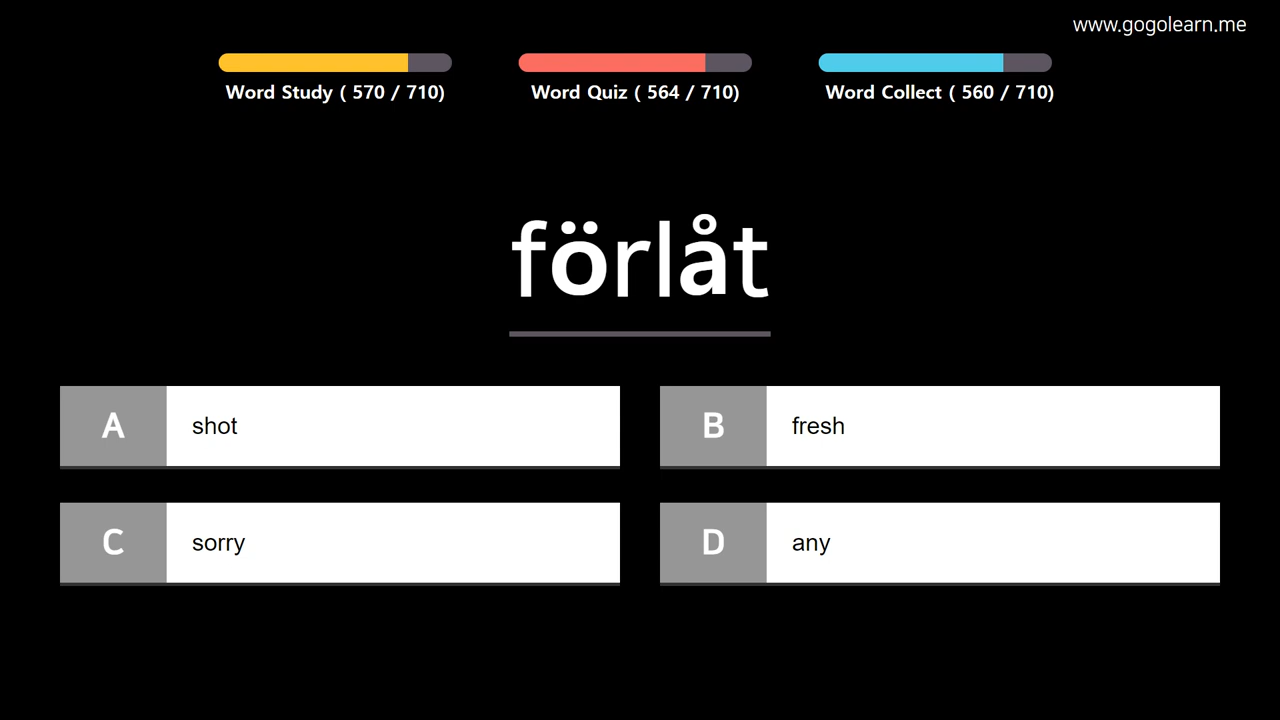 www.gogolearn.me
Word Study ( 570 / 710)
Word Quiz ( 564 / 710)
Word Collect ( 560 / 710)
förlåt
A shot
B fresh
C sorry
D any